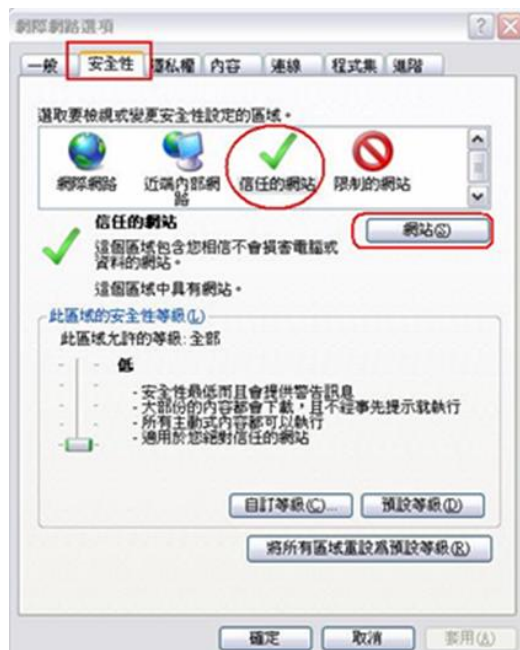 網際網路選項
一般 安全性 隱私權 內容 連線 程式集 進階
選取要檢視或變更安全性設定的區域。
網際網路 近端內部網路 信任的網站 限制的網站
信任的網站
網站(S)
這個區域包含您相信不會損害電腦或
資料的網站。
這個區域中具有網站。
此區域的安全性等級(L)
此區域允許的等級: 全部
低
- 安全性最低而且會提供警告訊息
- 大部份的內容都會下載，且不經事先提示就執行
- 所有主動式內容都可以執行
- 適用於您絕對信任的網站
自訂等級(C)... 預設等級(D)
將所有區域重設為預設等級(R)
確定 取消 套用(A)